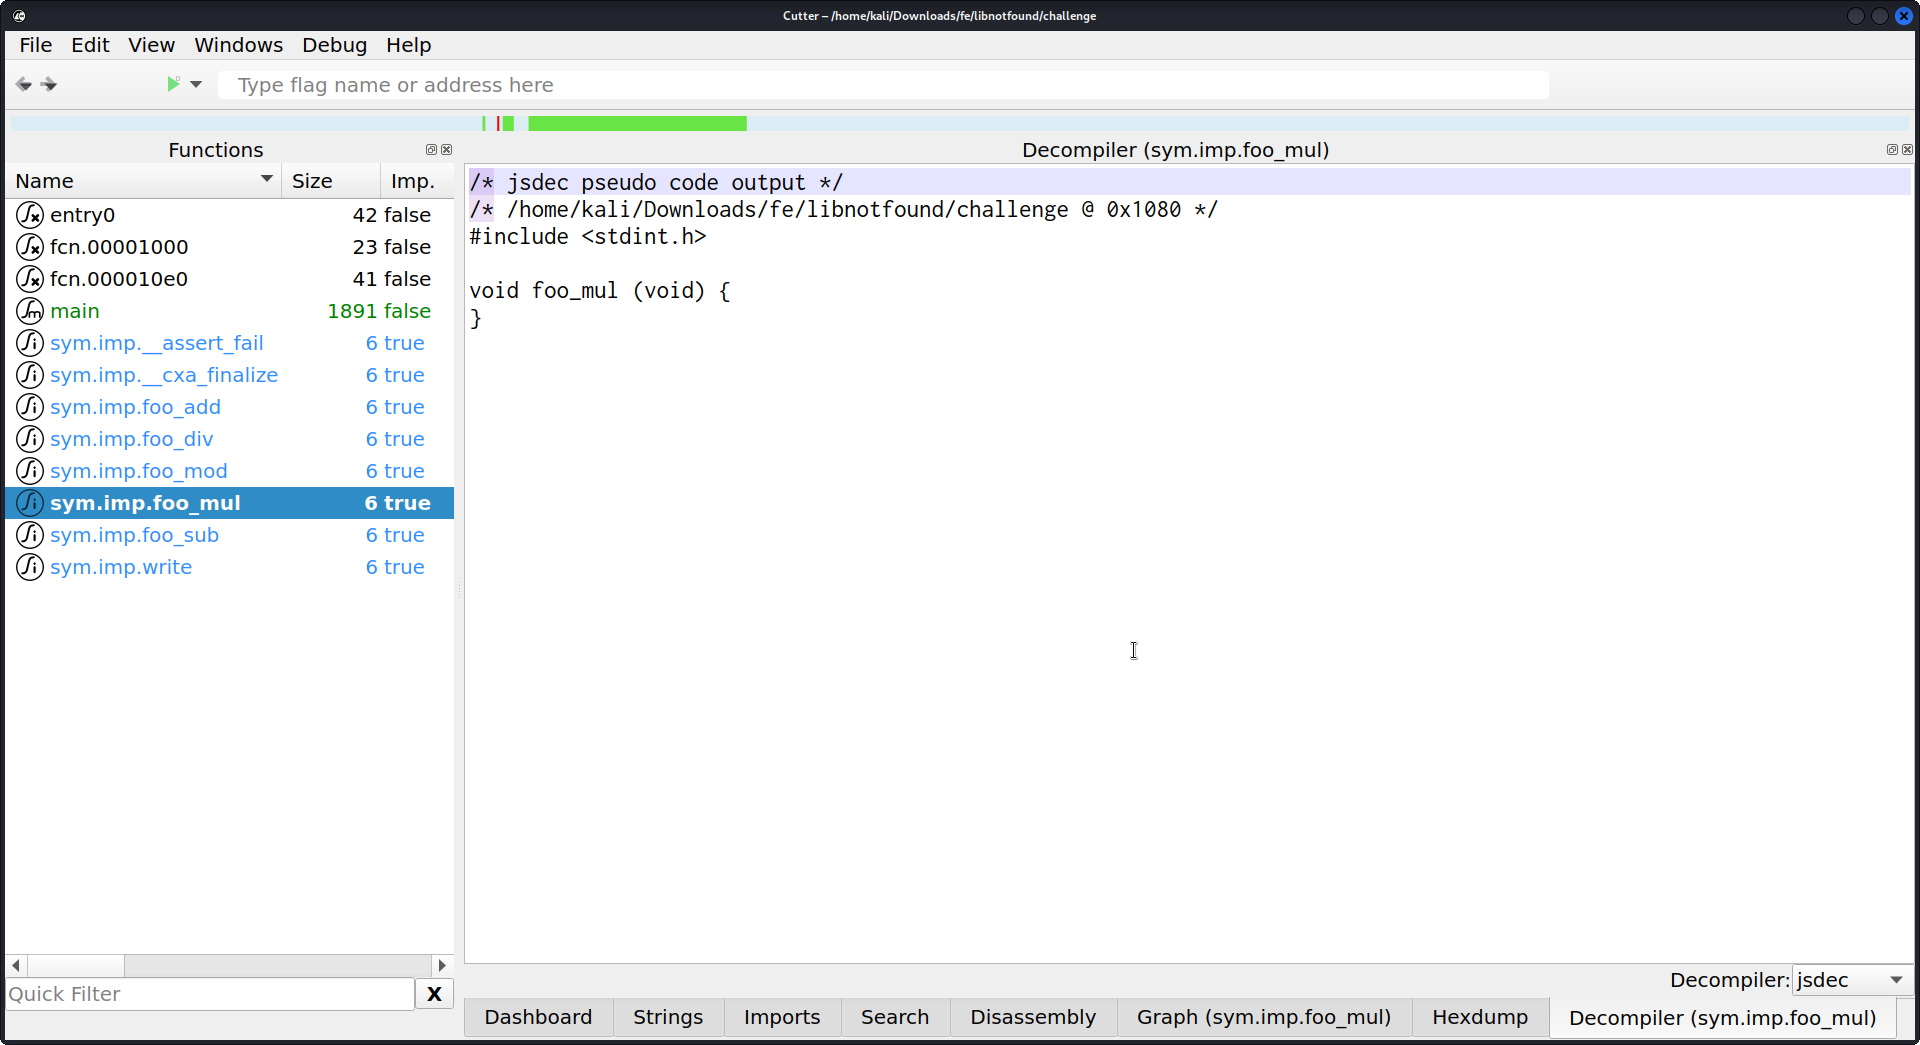 Cutter – /home/kali/Downloads/fe/libnotfound/challenge
File Edit View Windows Debug Help
Type flag name or address here
Functions
Name Size Imp.
entry0 42 false
fcn.00001000 23 false
fcn.000010e0 41 false
main 1891 false
sym.imp.__assert_fail 6 true
sym.imp.__cxa_finalize 6 true
sym.imp.foo_add 6 true
sym.imp.foo_div 6 true
sym.imp.foo_mod 6 true
sym.imp.foo_mul 6 true
sym.imp.foo_sub 6 true
sym.imp.write 6 true
Quick Filter X
Decompiler (sym.imp.foo_mul)
/* jsdec pseudo code output */
/* /home/kali/Downloads/fe/libnotfound/challenge @ 0x1080 */
#include <stdint.h>
void foo_mul (void) {
}
Decompiler: jsdec
Dashboard Strings Imports Search Disassembly Graph (sym.imp.foo_mul) Hexdump Decompiler (sym.imp.foo_mul)